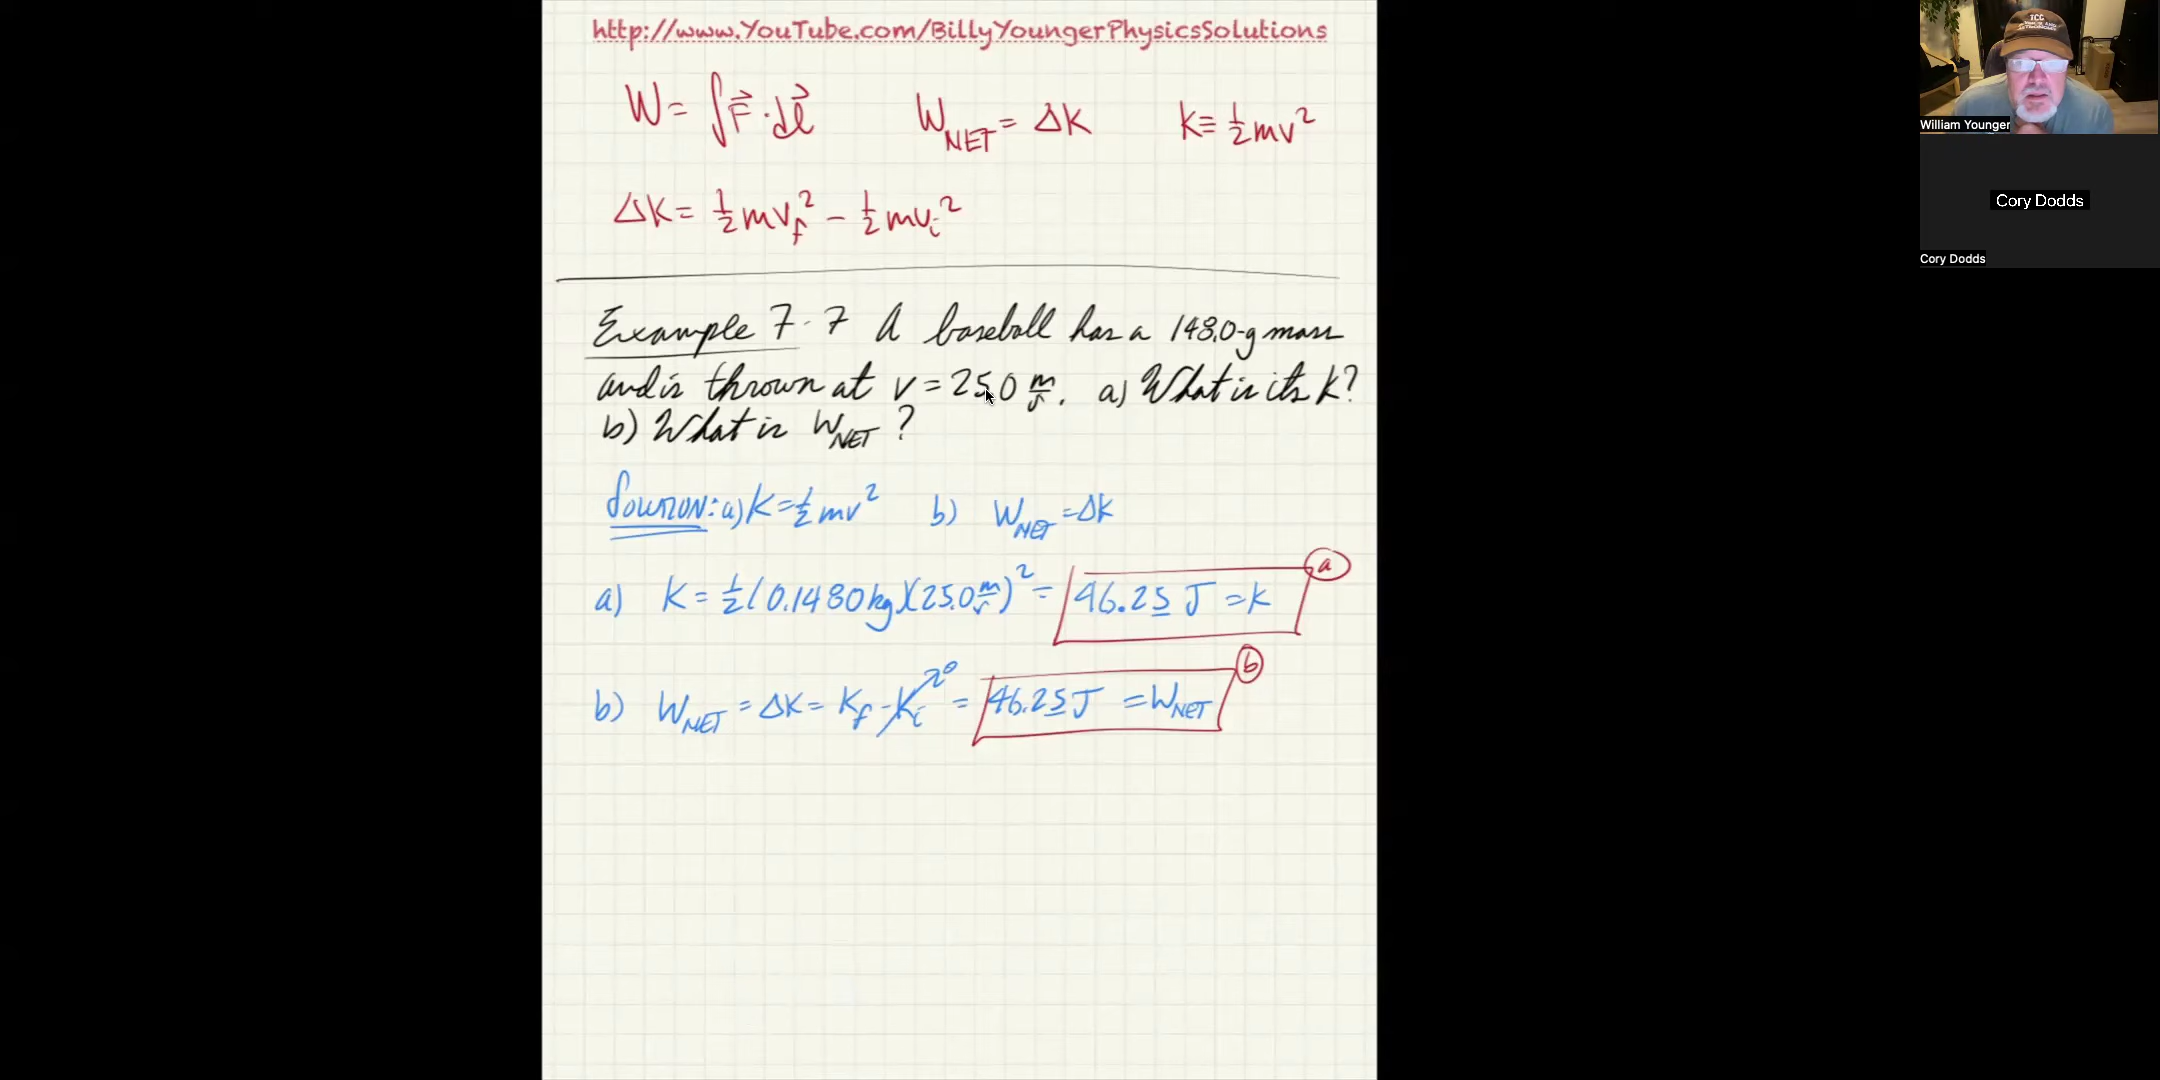 http://www.YouTube.com/BillyYoungerPhysicsSolutions
W = ∫F⃗ · dl⃗   W_NET = ΔK   K ≡ ½mv²
ΔK = ½mv_f² − ½mv_i²
Example 7-7 A baseball has a 148.0-g mass
and is thrown at v = 25.0 m/s. a) What is its K?
b) What is W_NET?
SOLUTION: a) K = ½mv²   b) W_NET = ΔK
a) K = ½(0.1480 kg)(25.0 m/s)² = 46.25 J = K   a
b) W_NET = ΔK = K_f − K_i→0 = 46.25 J = W_NET   b
TCC
William Younger
Cory Dodds
Cory Dodds